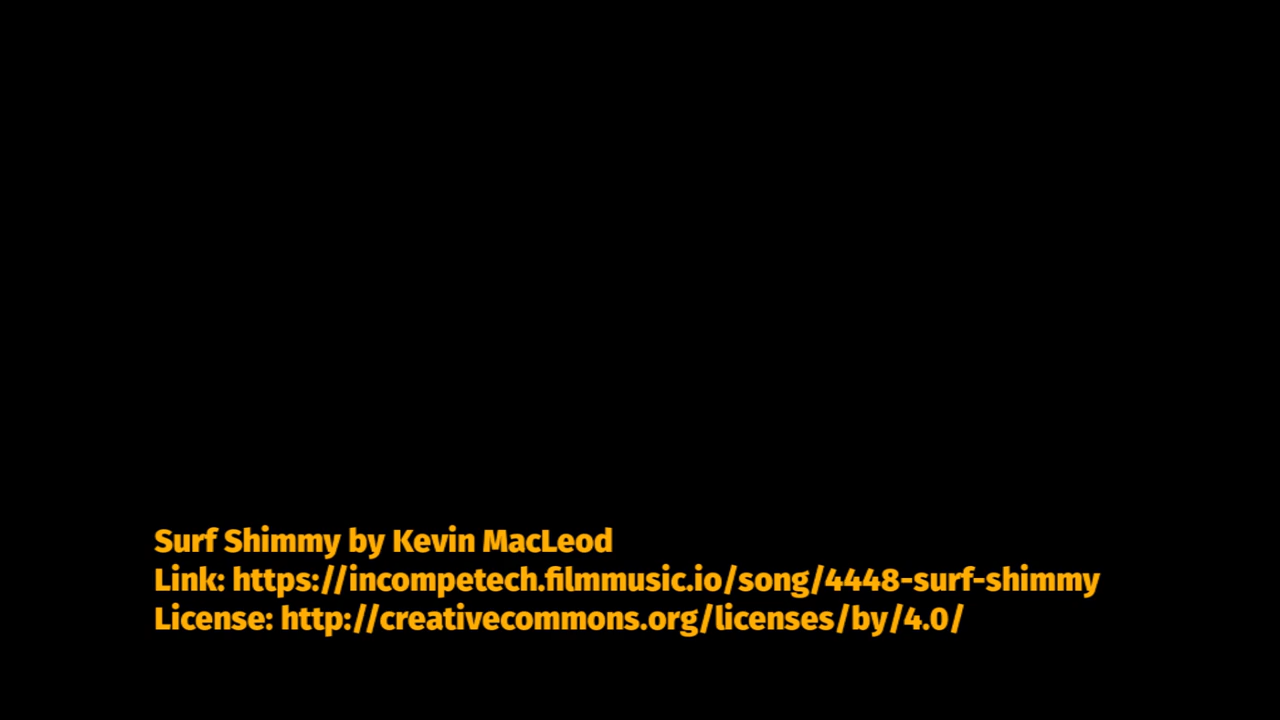 Surf Shimmy by Kevin MacLeod
Link: https://incompetech.filmmusic.io/song/4448-surf-shimmy
License: http://creativecommons.org/licenses/by/4.0/